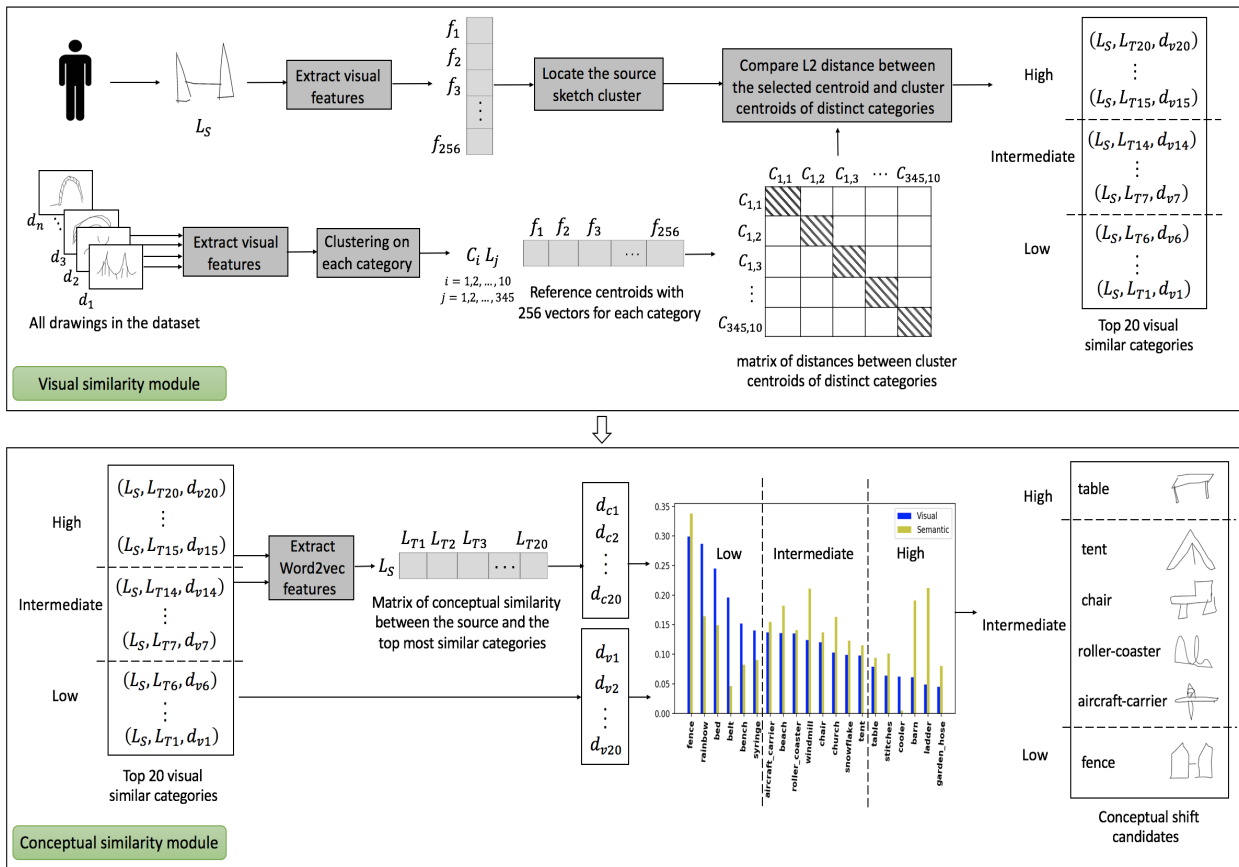 L_S
Extract visual
features
f_1
f_2
f_3
⋮
f_256
Locate the source
sketch cluster
Compare L2 distance between
the selected centroid and cluster
centroids of distinct categories
High
Intermediate
Low
(L_S, L_T20, d_v20)
⋮
(L_S, L_T15, d_v15)
(L_S, L_T14, d_v14)
⋮
(L_S, L_T7, d_v7)
(L_S, L_T6, d_v6)
⋮
(L_S, L_T1, d_v1)
Top 20 visual
similar categories
d_n
⋱
d_3
d_2
d_1
All drawings in the dataset
Extract visual
features
Clustering on
each category
C_i L_j
i = 1,2, ..., 10
j = 1,2, ..., 345
f_1 f_2 f_3 f_256
...
Reference centroids with
256 vectors for each category
C_1,1 C_1,2 C_1,3 ⋯ C_345,10
C_1,1
C_1,2
C_1,3
⋮
C_345,10
matrix of distances between cluster
centroids of distinct categories
Visual similarity module
High
Intermediate
Low
(L_S, L_T20, d_v20)
⋮
(L_S, L_T15, d_v15)
(L_S, L_T14, d_v14)
⋮
(L_S, L_T7, d_v7)
(L_S, L_T6, d_v6)
⋮
(L_S, L_T1, d_v1)
Top 20 visual
similar categories
Extract
Word2vec
features
L_T1 L_T2 L_T3 L_T20
L_S
...
Matrix of conceptual similarity
between the source and the
top most similar categories
d_c1
d_c2
⋮
d_c20
d_v1
d_v2
⋮
d_v20
0.35
0.30
0.25
0.20
0.15
0.10
0.05
0.00
Visual
Semantic
Low
Intermediate
High
fence
rainbow
bed
belt
bench
syringe
aircraft_carrier
beach
roller_coaster
windmill
chair
church
snowflake
tent
table
stitches
cooler
barn
ladder
garden_hose
High
Intermediate
Low
table
tent
chair
roller-coaster
aircraft-carrier
fence
Conceptual shift
candidates
Conceptual similarity module